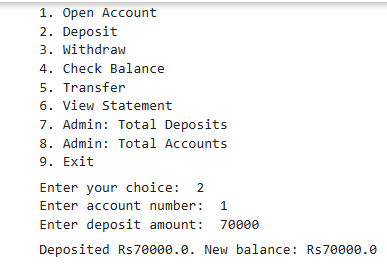 1. Open Account
2. Deposit
3. Withdraw
4. Check Balance
5. Transfer
6. View Statement
7. Admin: Total Deposits
8. Admin: Total Accounts
9. Exit
Enter your choice:  2
Enter account number:  1
Enter deposit amount:  70000
Deposited Rs70000.0. New balance: Rs70000.0